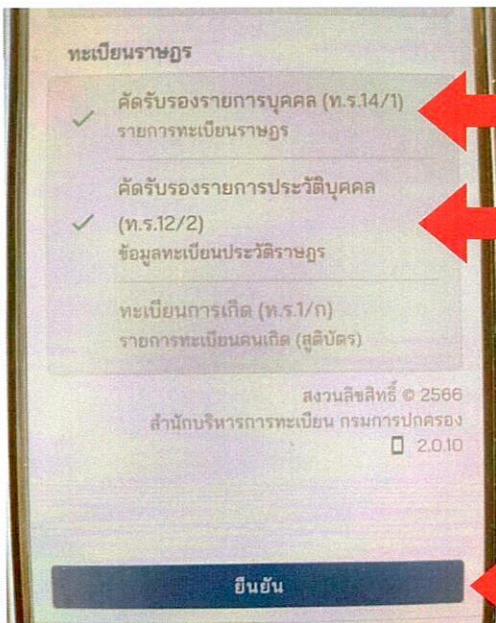 ทะเบียนราษฎร
คัดรับรองรายการบุคคล (ท.ร.14/1)
รายการทะเบียนราษฎร
คัดรับรองรายการประวัติบุคคล
(ท.ร.12/2)
ข้อมูลทะเบียนประวัติราษฎร
ทะเบียนการเกิด (ท.ร.1/ก)
รายการทะเบียนคนเกิด (สูติบัตร)
สงวนลิขสิทธิ์ © 2566
สำนักบริหารการทะเบียน กรมการปกครอง
2.0.10
ยืนยัน